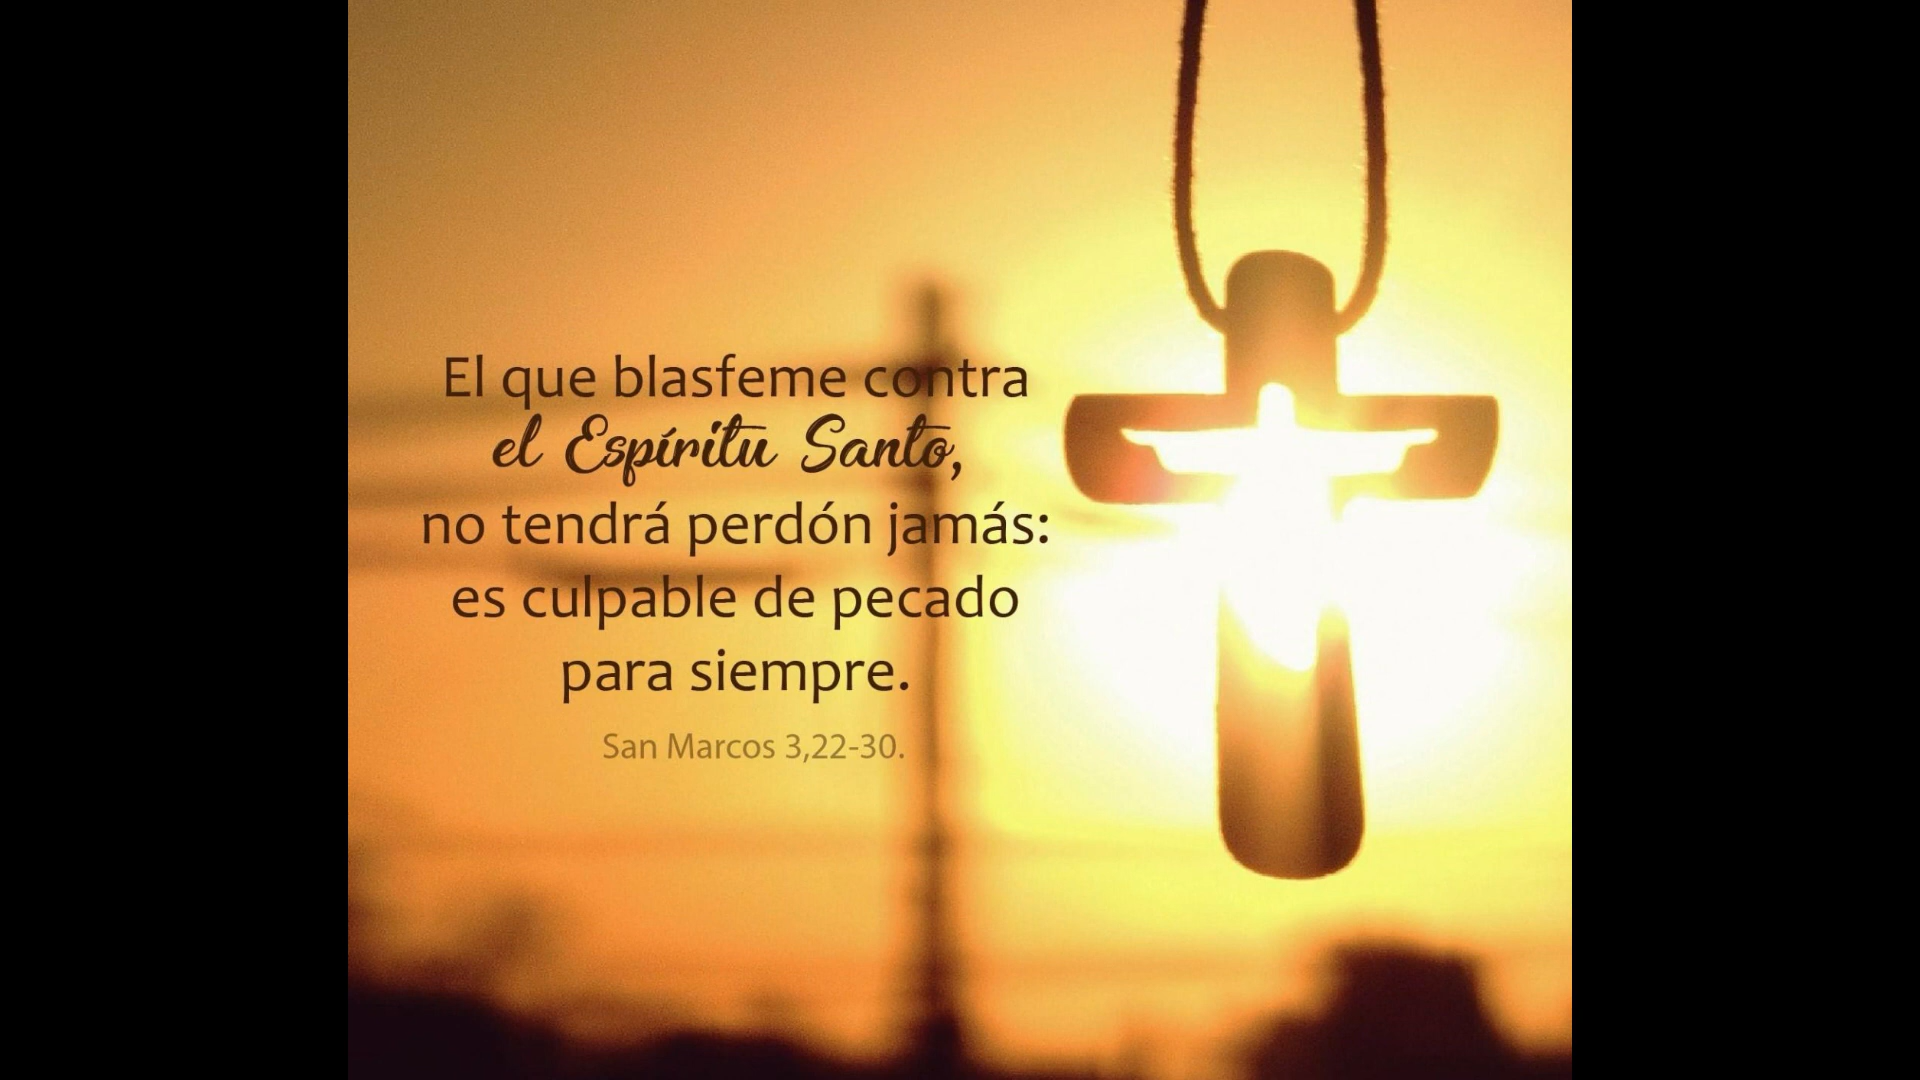 El que blasfeme contra
el Espíritu Santo,
no tendrá perdón jamás:
es culpable de pecado
para siempre.
San Marcos 3,22-30.